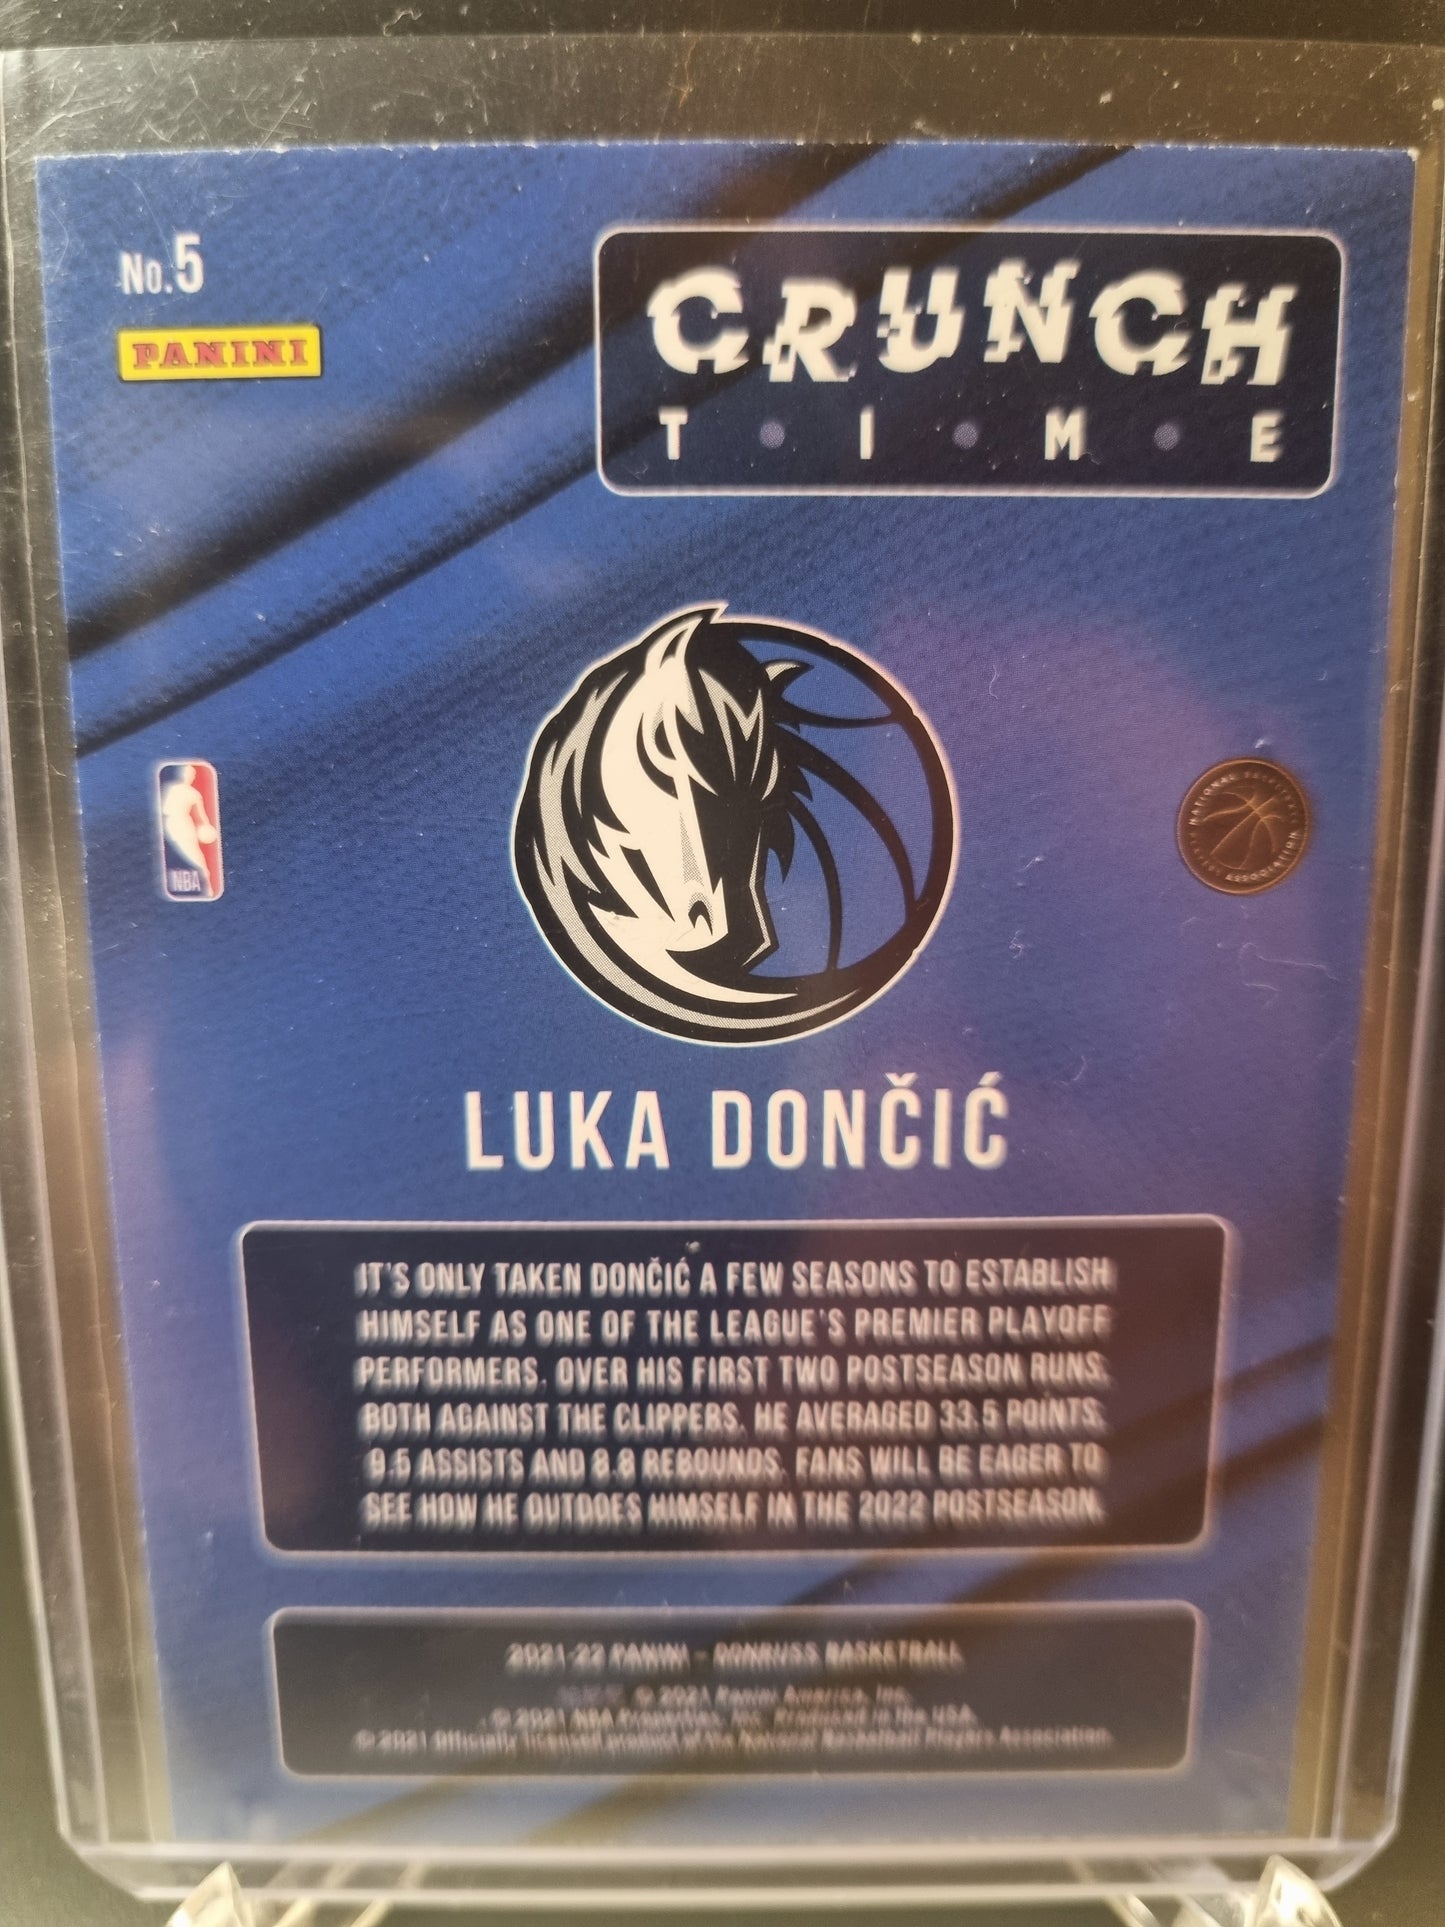 No.5
PANINI
CRUNCH
T • I • M • E
NBA
NATIONAL BASKETBALL
PLAYERS ASSOCIATION
LUKA DONČIĆ
IT'S ONLY TAKEN DONČIĆ A FEW SEASONS TO ESTABLISH
HIMSELF AS ONE OF THE LEAGUE'S PREMIER PLAYOFF
PERFORMERS. OVER HIS FIRST TWO POSTSEASON RUNS,
BOTH AGAINST THE CLIPPERS, HE AVERAGED 33.5 POINTS,
9.5 ASSISTS AND 8.8 REBOUNDS. FANS WILL BE EAGER TO
SEE HOW HE OUTDOES HIMSELF IN THE 2022 POSTSEASON.
2021-22 PANINI – DONRUSS BASKETBALL
© 2021 Panini America, Inc.
© 2021 NBA Properties, Inc. Produced in the USA.
© 2021 Officially licensed product of the National Basketball Players Association.